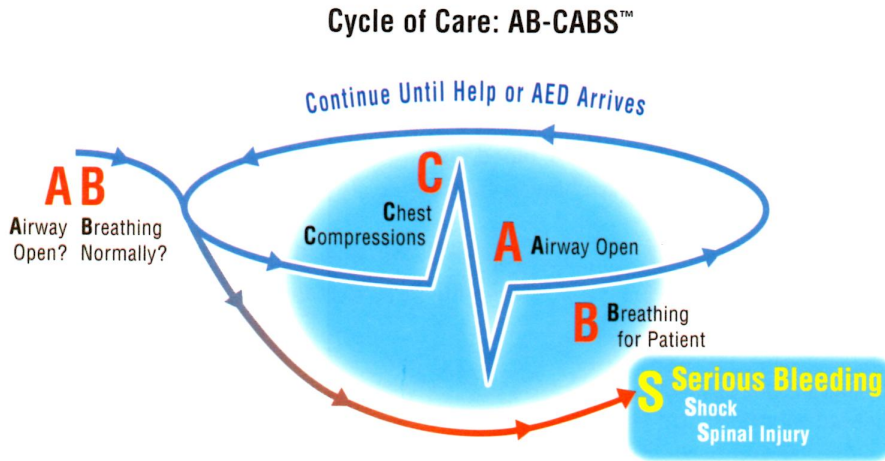 Cycle of Care: AB-CABS™
Continue Until Help or AED Arrives
A B
Airway Breathing
Open? Normally?
C
Chest
Compressions
A Airway Open
B Breathing
for Patient
S Serious Bleeding
Shock
Spinal Injury